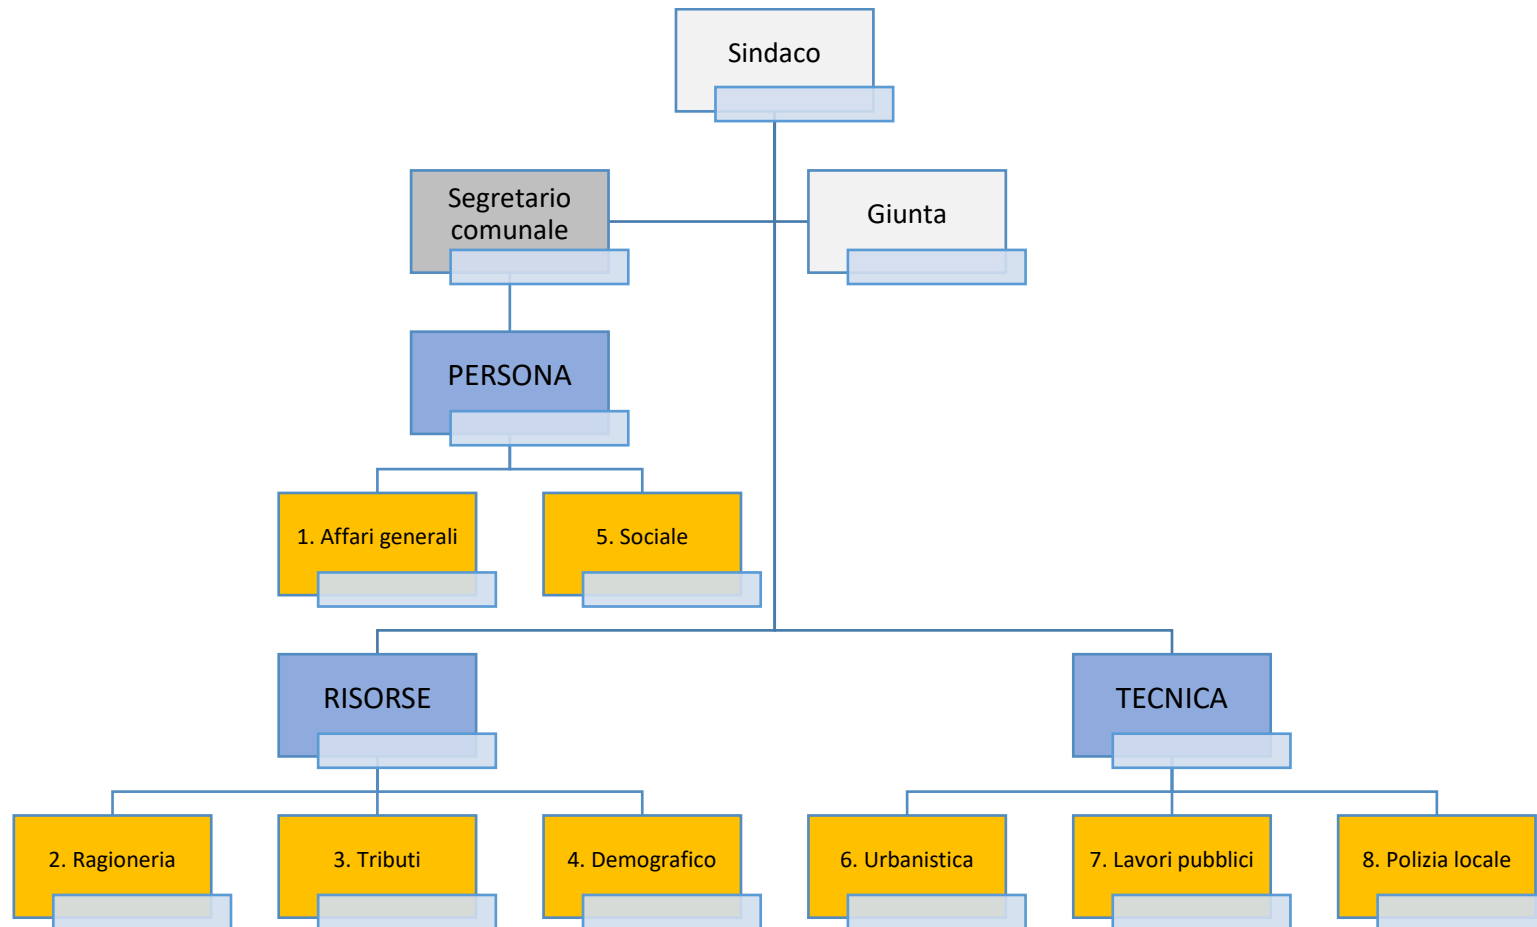 Sindaco
Segretario
comunale
Giunta
PERSONA
1. Affari generali
5. Sociale
RISORSE
TECNICA
2. Ragioneria
3. Tributi
4. Demografico
6. Urbanistica
7. Lavori pubblici
8. Polizia locale